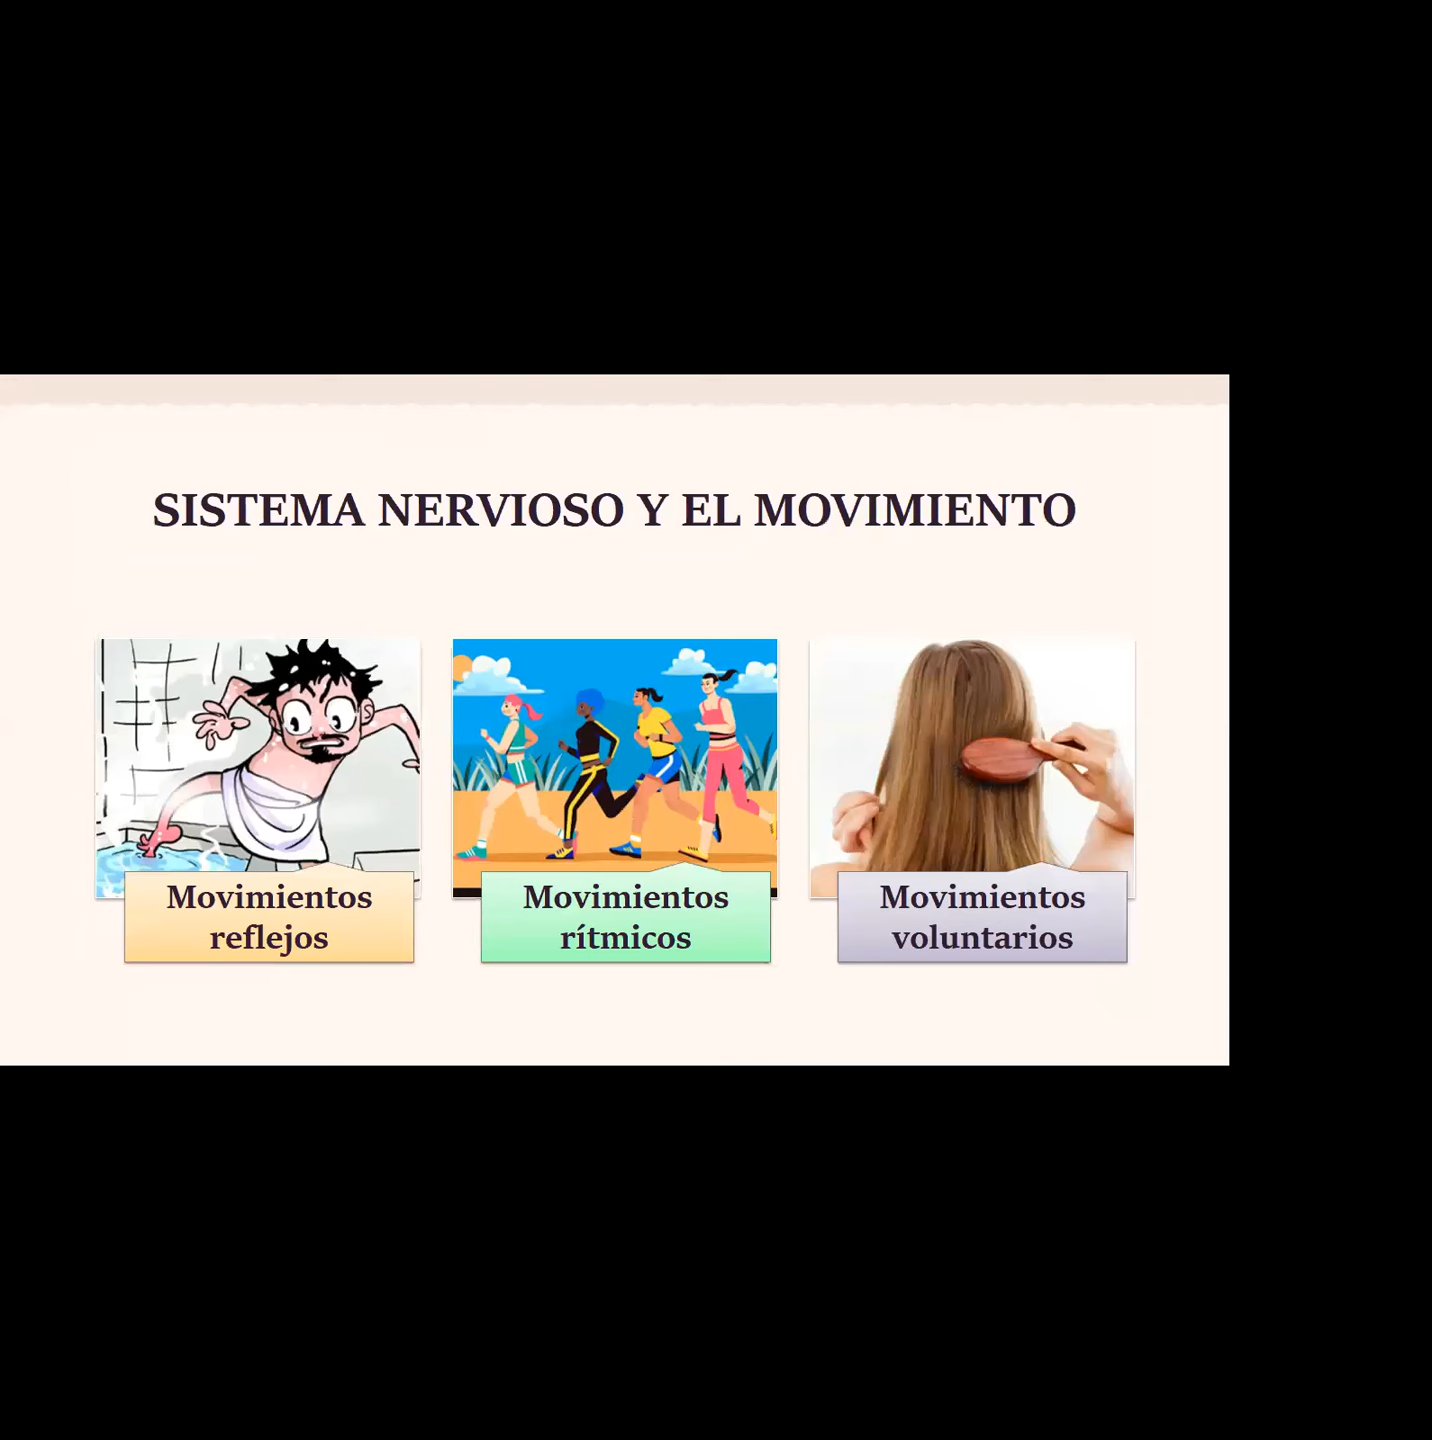 SISTEMA NERVIOSO Y EL MOVIMIENTO
Movimientos
reflejos
Movimientos
rítmicos
Movimientos
voluntarios